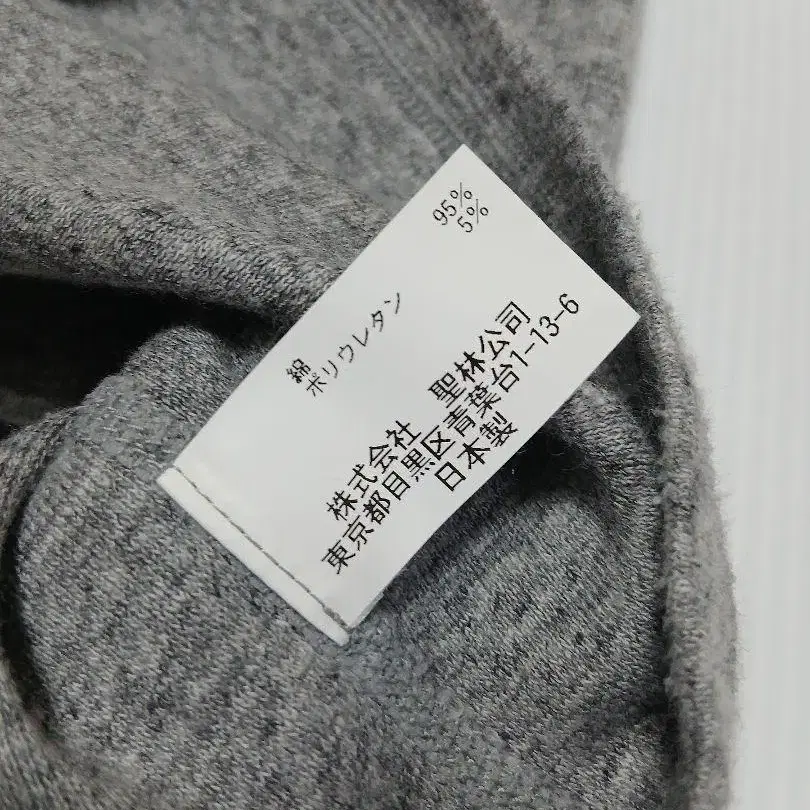 綿 95%
ポリウレタン 5%
株式会社 聖林公司
東京都目黒区青葉台1-13-6
日本製